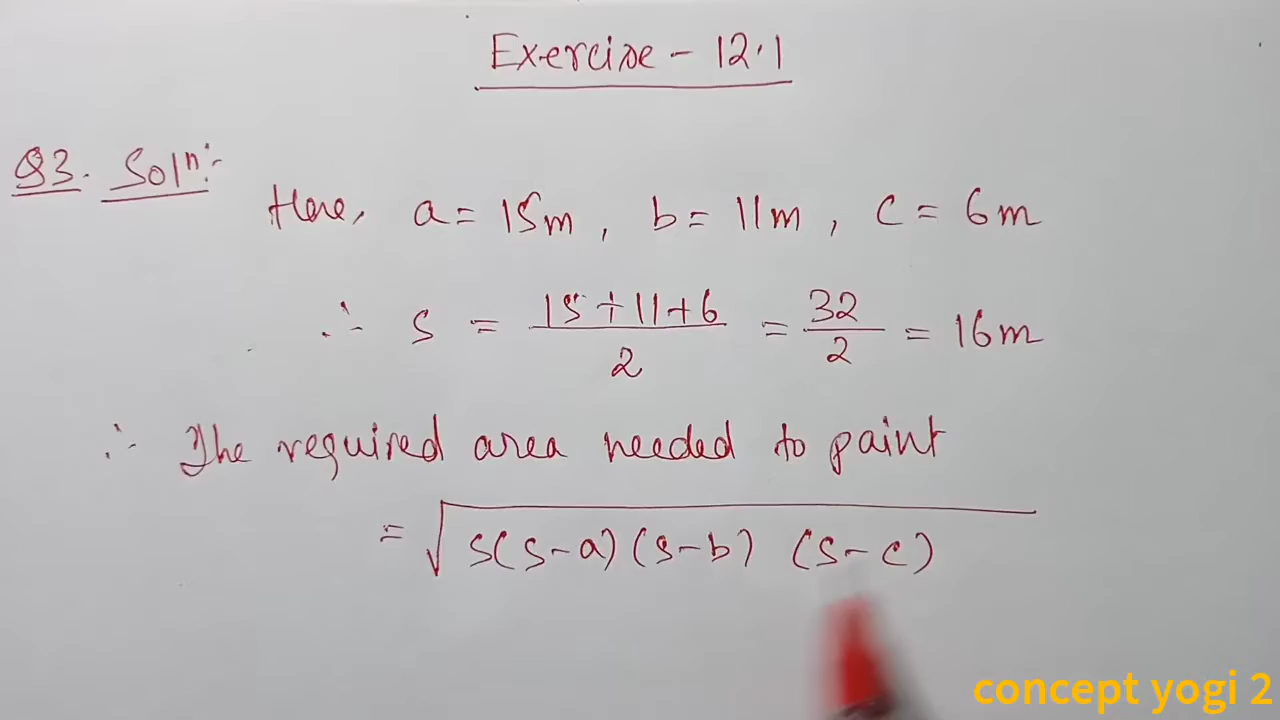 Exercise - 12.1
Q3. Solⁿ:-
Here, a = 15m, b = 11m, c = 6m
∴ s = (15+11+6)/2 = 32/2 = 16m
∴ The required area needed to paint
= √(s(s-a)(s-b)(s-c))
concept yogi 2